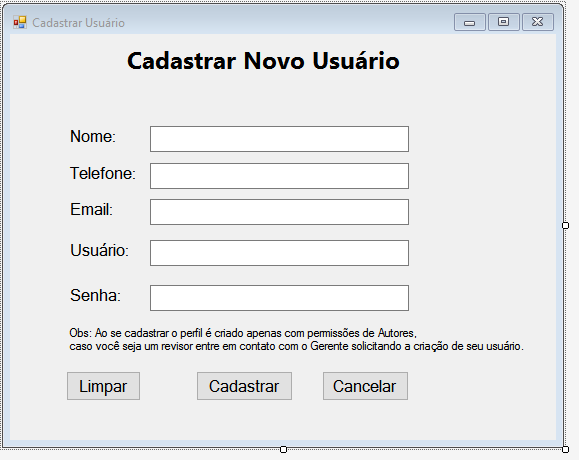 Cadastrar Usuário
Cadastrar Novo Usuário
Nome:
Telefone:
Email:
Usuário:
Senha:
Obs: Ao se cadastrar o perfil é criado apenas com permissões de Autores,
caso você seja um revisor entre em contato com o Gerente solicitando a criação de seu usuário.
Limpar Cadastrar Cancelar